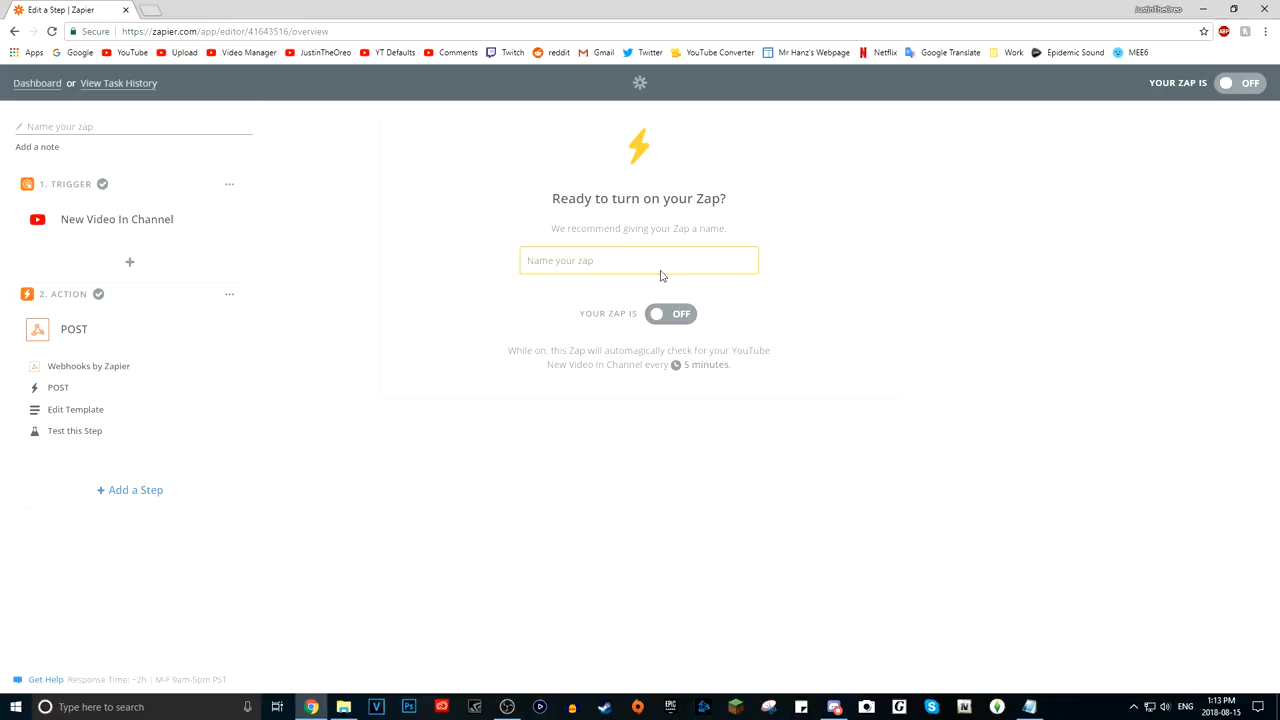 Edit a Step | Zapier
JustinTheOreo
Secure
https://zapier.com/app/editor/41643516/overview
Apps Google YouTube Upload Video Manager JustinTheOreo YT Defaults Comments Twitch reddit Gmail Twitter YouTube Converter Mr Hanz's Webpage Netflix Google Translate Work Epidemic Sound MEE6
Dashboard or View Task History
YOUR ZAP IS OFF
Name your zap
Add a note
1. TRIGGER
New Video In Channel
2. ACTION
POST
Webhooks by Zapier
POST
Edit Template
Test this Step
+ Add a Step
Ready to turn on your Zap?
We recommend giving your Zap a name.
Name your zap
YOUR ZAP IS OFF
While on, this Zap will automagically check for your YouTube
New Video In Channel every 5 minutes.
Get Help Response Time: ~2h | M-F 9am-5pm PST
Type here to search
ENG
1:13 PM
2018-08-15